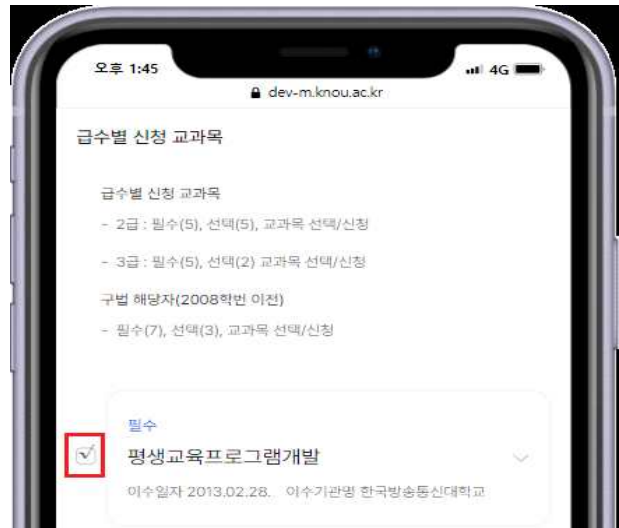 오후 1:45
4G
dev-m.knou.ac.kr
급수별 신청 교과목
급수별 신청 교과목
- 2급 : 필수(5), 선택(5), 교과목 선택/신청
- 3급 : 필수(5), 선택(2) 교과목 선택/신청
구법 해당자(2008학번 이전)
- 필수(7), 선택(3), 교과목 선택/신청
필수
평생교육프로그램개발
이수일자 2013.02.28. 이수기관명 한국방송통신대학교